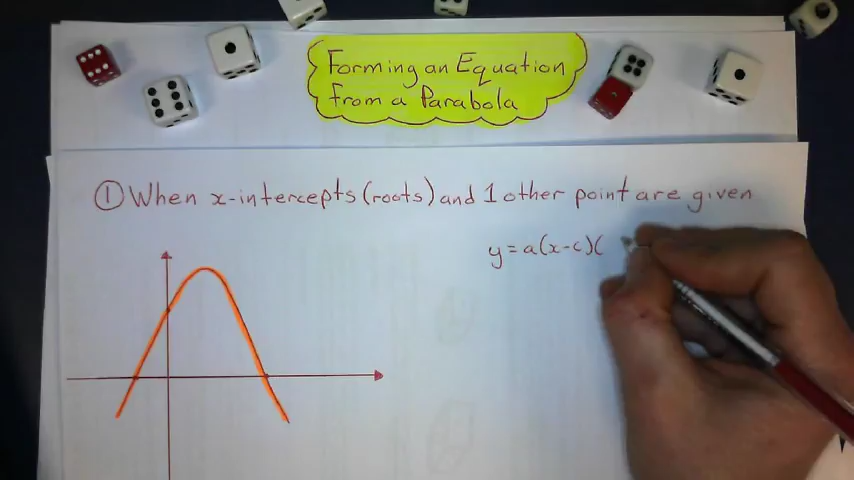 Forming an Equation
from a Parabola
① When x-intercepts (roots) and 1 other point are given
y = a(x-c)(